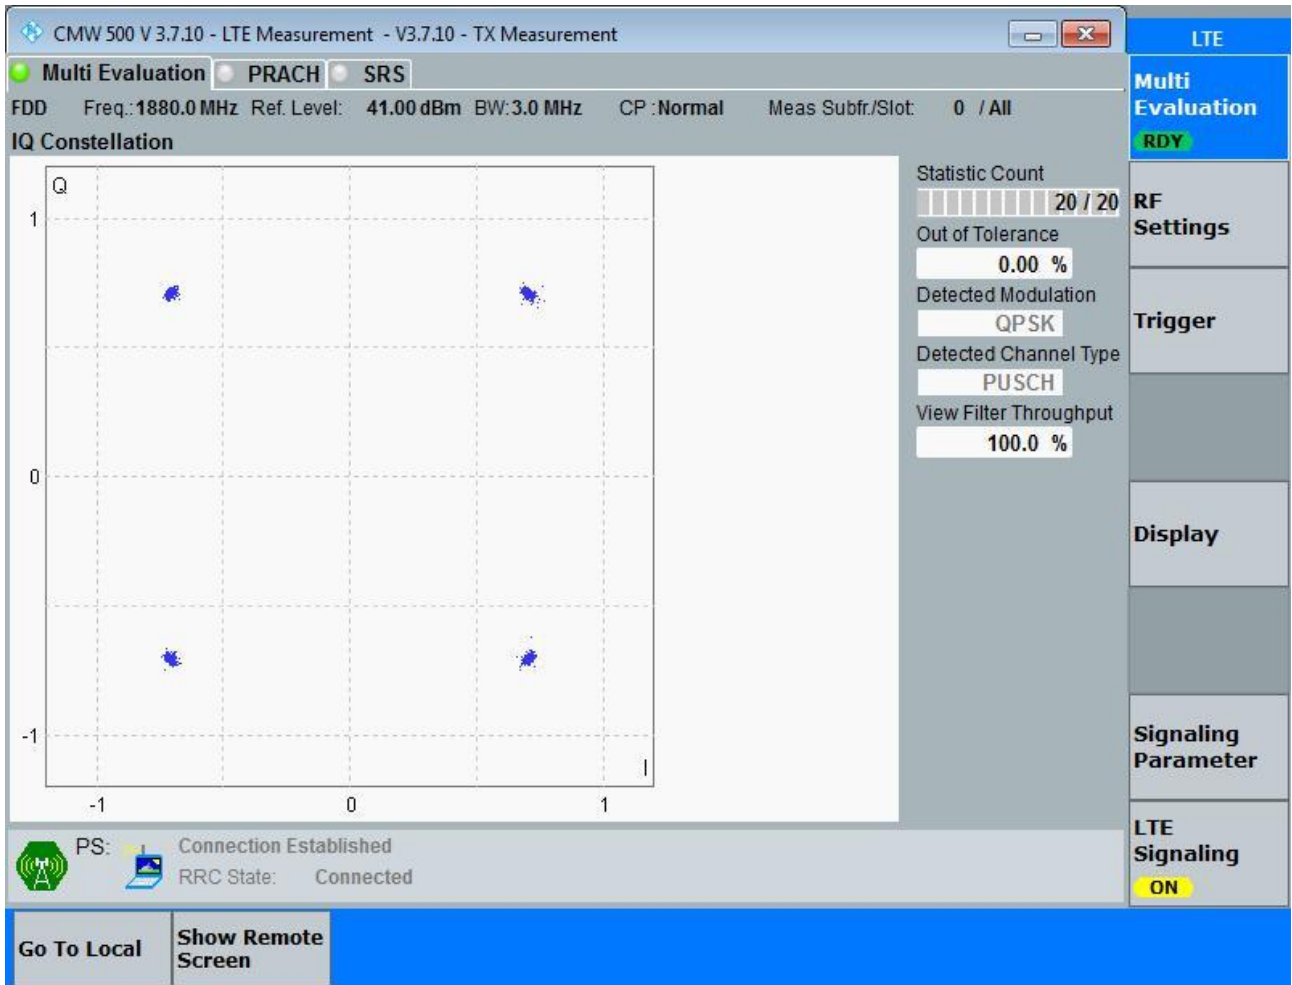 CMW 500 V 3.7.10 - LTE Measurement - V3.7.10 - TX Measurement
LTE
Multi Evaluation PRACH SRS
FDD Freq.:1880.0 MHz Ref. Level: 41.00 dBm BW:3.0 MHz CP :Normal Meas Subfr./Slot: 0 / All
IQ Constellation
Q
1
0
-1
I
-1 0 1
Statistic Count
20 / 20
Out of Tolerance
0.00 %
Detected Modulation
QPSK
Detected Channel Type
PUSCH
View Filter Throughput
100.0 %
Multi
Evaluation
RDY
RF
Settings
Trigger
Display
Signaling
Parameter
LTE
Signaling
ON
PS: Connection Established
RRC State: Connected
Go To Local
Show Remote
Screen